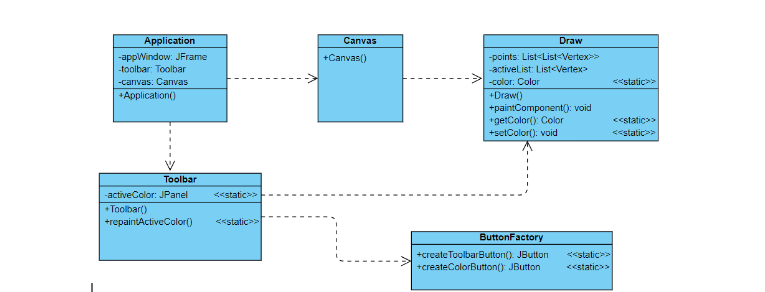 Application
-appWindow: JFrame
-toolbar: Toolbar
-canvas: Canvas
+Application()
Canvas
+Canvas()
Draw
-points: List<List<Vertex>>
-activeList: List<Vertex>
-color: Color <<static>>
+Draw()
+paintComponent(): void
+getColor(): Color <<static>>
+setColor(): void <<static>>
Toolbar
-activeColor: JPanel <<static>>
+Toolbar()
+repaintActiveColor() <<static>>
ButtonFactory
+createToolbarButton(): JButton <<static>>
+createColorButton(): JButton <<static>>